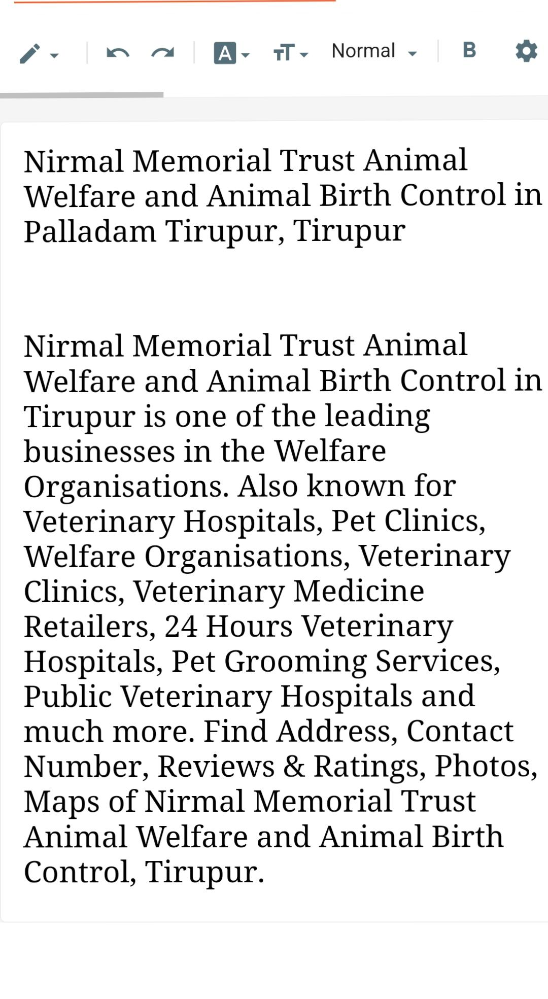 Normal B
Nirmal Memorial Trust Animal
Welfare and Animal Birth Control in
Palladam Tirupur, Tirupur
Nirmal Memorial Trust Animal
Welfare and Animal Birth Control in
Tirupur is one of the leading
businesses in the Welfare
Organisations. Also known for
Veterinary Hospitals, Pet Clinics,
Welfare Organisations, Veterinary
Clinics, Veterinary Medicine
Retailers, 24 Hours Veterinary
Hospitals, Pet Grooming Services,
Public Veterinary Hospitals and
much more. Find Address, Contact
Number, Reviews & Ratings, Photos,
Maps of Nirmal Memorial Trust
Animal Welfare and Animal Birth
Control, Tirupur.